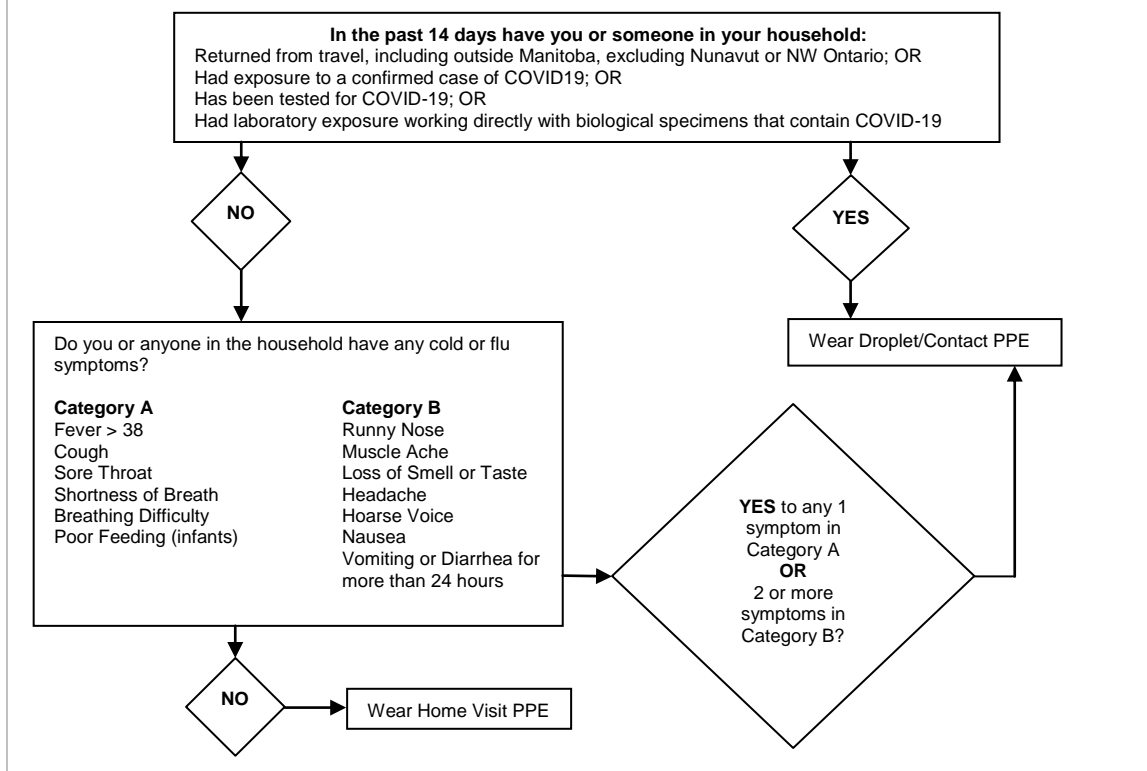 In the past 14 days have you or someone in your household:
Returned from travel, including outside Manitoba, excluding Nunavut or NW Ontario; OR
Had exposure to a confirmed case of COVID19; OR
Has been tested for COVID-19; OR
Had laboratory exposure working directly with biological specimens that contain COVID-19
NO
YES
Do you or anyone in the household have any cold or flu
symptoms?
Category A
Fever > 38
Cough
Sore Throat
Shortness of Breath
Breathing Difficulty
Poor Feeding (infants)
Category B
Runny Nose
Muscle Ache
Loss of Smell or Taste
Headache
Hoarse Voice
Nausea
Vomiting or Diarrhea for
more than 24 hours
Wear Droplet/Contact PPE
YES to any 1
symptom in
Category A
OR
2 or more
symptoms in
Category B?
NO
Wear Home Visit PPE